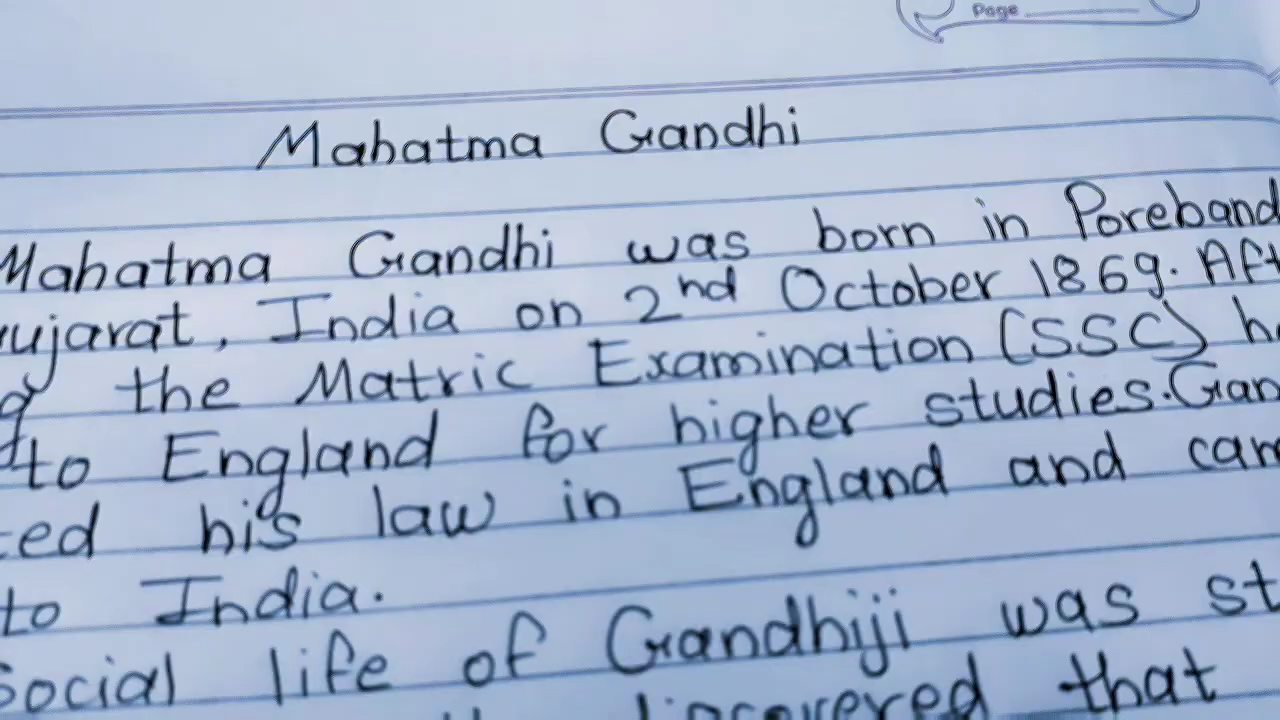 Page
Mahatma Gandhi
Mahatma Gandhi was born in Poreband
ujarat, India on 2nd October 1869. Aft
the Matric Examination (SSC) h
to England for higher studies. Gan
ed his law in England and cam
to India.
Social life of Gandhiji was st
that